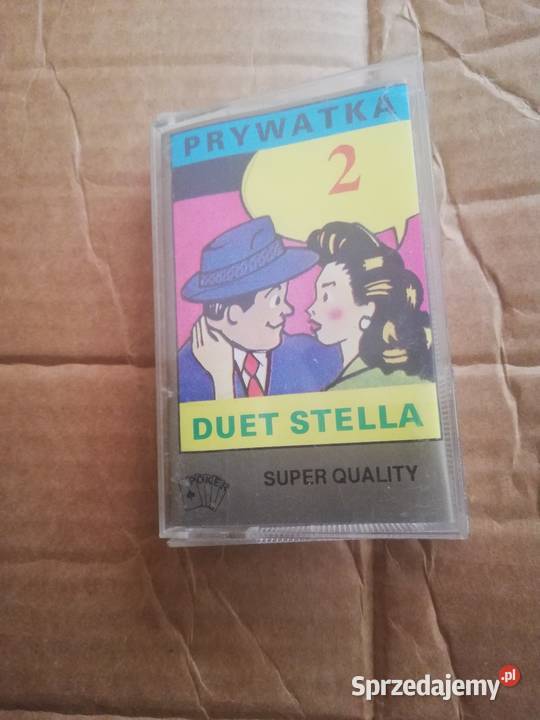 PRYWATKA
2
DUET STELLA
POKER
SUPER QUALITY
Sprzedajemy.pl